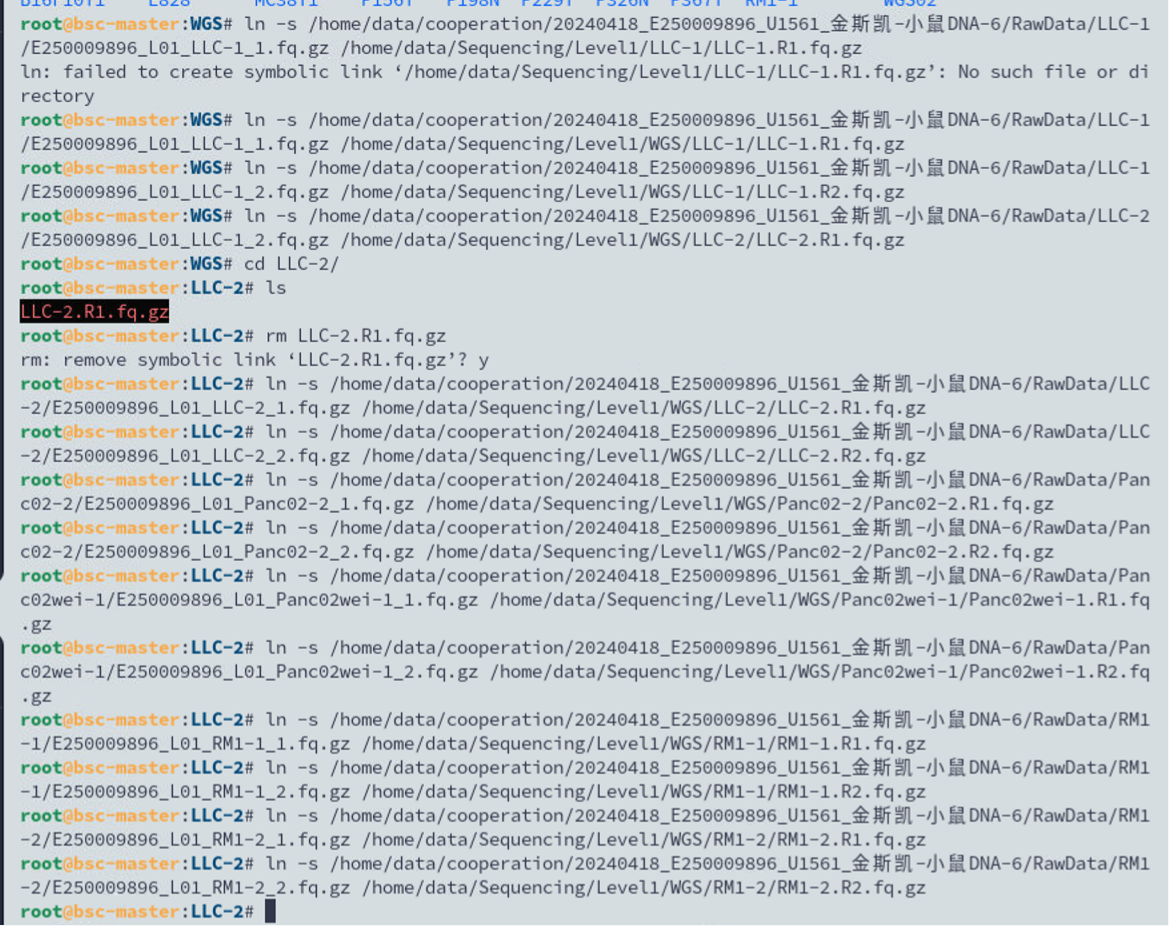 B16F10T1    L828      MC38T1    P156T   P198N  P229T  P326N  P367T  RM1-1        WGS02
root@bsc-master:WGS# ln -s /home/data/cooperation/20240418_E250009896_U1561_金斯凯-小鼠DNA-6/RawData/LLC-1
/E250009896_L01_LLC-1_1.fq.gz /home/data/Sequencing/Level1/LLC-1/LLC-1.R1.fq.gz
ln: failed to create symbolic link ‘/home/data/Sequencing/Level1/LLC-1/LLC-1.R1.fq.gz’: No such file or di
rectory
root@bsc-master:WGS# ln -s /home/data/cooperation/20240418_E250009896_U1561_金斯凯-小鼠DNA-6/RawData/LLC-1
/E250009896_L01_LLC-1_1.fq.gz /home/data/Sequencing/Level1/WGS/LLC-1/LLC-1.R1.fq.gz
root@bsc-master:WGS# ln -s /home/data/cooperation/20240418_E250009896_U1561_金斯凯-小鼠DNA-6/RawData/LLC-1
/E250009896_L01_LLC-1_2.fq.gz /home/data/Sequencing/Level1/WGS/LLC-1/LLC-1.R2.fq.gz
root@bsc-master:WGS# ln -s /home/data/cooperation/20240418_E250009896_U1561_金斯凯-小鼠DNA-6/RawData/LLC-2
/E250009896_L01_LLC-1_2.fq.gz /home/data/Sequencing/Level1/WGS/LLC-2/LLC-2.R1.fq.gz
root@bsc-master:WGS# cd LLC-2/
root@bsc-master:LLC-2# ls
LLC-2.R1.fq.gz
root@bsc-master:LLC-2# rm LLC-2.R1.fq.gz
rm: remove symbolic link ‘LLC-2.R1.fq.gz’? y
root@bsc-master:LLC-2# ln -s /home/data/cooperation/20240418_E250009896_U1561_金斯凯-小鼠DNA-6/RawData/LLC
-2/E250009896_L01_LLC-2_1.fq.gz /home/data/Sequencing/Level1/WGS/LLC-2/LLC-2.R1.fq.gz
root@bsc-master:LLC-2# ln -s /home/data/cooperation/20240418_E250009896_U1561_金斯凯-小鼠DNA-6/RawData/LLC
-2/E250009896_L01_LLC-2_2.fq.gz /home/data/Sequencing/Level1/WGS/LLC-2/LLC-2.R2.fq.gz
root@bsc-master:LLC-2# ln -s /home/data/cooperation/20240418_E250009896_U1561_金斯凯-小鼠DNA-6/RawData/Pan
c02-2/E250009896_L01_Panc02-2_1.fq.gz /home/data/Sequencing/Level1/WGS/Panc02-2/Panc02-2.R1.fq.gz
root@bsc-master:LLC-2# ln -s /home/data/cooperation/20240418_E250009896_U1561_金斯凯-小鼠DNA-6/RawData/Pan
c02-2/E250009896_L01_Panc02-2_2.fq.gz /home/data/Sequencing/Level1/WGS/Panc02-2/Panc02-2.R2.fq.gz
root@bsc-master:LLC-2# ln -s /home/data/cooperation/20240418_E250009896_U1561_金斯凯-小鼠DNA-6/RawData/Pan
c02wei-1/E250009896_L01_Panc02wei-1_1.fq.gz /home/data/Sequencing/Level1/WGS/Panc02wei-1/Panc02wei-1.R1.fq
.gz
root@bsc-master:LLC-2# ln -s /home/data/cooperation/20240418_E250009896_U1561_金斯凯-小鼠DNA-6/RawData/Pan
c02wei-1/E250009896_L01_Panc02wei-1_2.fq.gz /home/data/Sequencing/Level1/WGS/Panc02wei-1/Panc02wei-1.R2.fq
.gz
root@bsc-master:LLC-2# ln -s /home/data/cooperation/20240418_E250009896_U1561_金斯凯-小鼠DNA-6/RawData/RM1
-1/E250009896_L01_RM1-1_1.fq.gz /home/data/Sequencing/Level1/WGS/RM1-1/RM1-1.R1.fq.gz
root@bsc-master:LLC-2# ln -s /home/data/cooperation/20240418_E250009896_U1561_金斯凯-小鼠DNA-6/RawData/RM1
-1/E250009896_L01_RM1-1_2.fq.gz /home/data/Sequencing/Level1/WGS/RM1-1/RM1-1.R2.fq.gz
root@bsc-master:LLC-2# ln -s /home/data/cooperation/20240418_E250009896_U1561_金斯凯-小鼠DNA-6/RawData/RM1
-2/E250009896_L01_RM1-2_1.fq.gz /home/data/Sequencing/Level1/WGS/RM1-2/RM1-2.R1.fq.gz
root@bsc-master:LLC-2# ln -s /home/data/cooperation/20240418_E250009896_U1561_金斯凯-小鼠DNA-6/RawData/RM1
-2/E250009896_L01_RM1-2_2.fq.gz /home/data/Sequencing/Level1/WGS/RM1-2/RM1-2.R2.fq.gz
root@bsc-master:LLC-2#